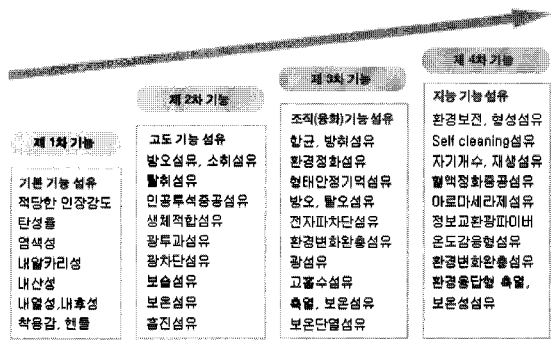 제 1차 기능
기본 기능 섬유
적당한 인장강도
탄성율
염색성
내알카리성
내산성
내열성,내후성
착용감, 핸들
제 2차 기능
고도 기능 섬유
방오섬유, 소취섬유
탈취섬유
인공투석중공섬유
생체적합섬유
광투과섬유
광차단섬유
보습섬유
보온섬유
흡진섬유
제 3차 기능
조직(융화)기능섬유
항균, 방취섬유
환경정화섬유
형태안정기억섬유
방오, 탈오섬유
전자파차단섬유
환경변화완충섬유
광섬유
고흡수섬유
축열, 보온섬유
보온단열섬유
제 4차 기능
지능 기능섬유
환경보전, 형성섬유
Self cleaning섬유
자기개수, 재생섬유
혈액정화중공섬유
아로마세라제섬유
정보교환광파이버
온도감응형섬유
환경변화완충섬유
환경응답형 축열,
보온성섬유